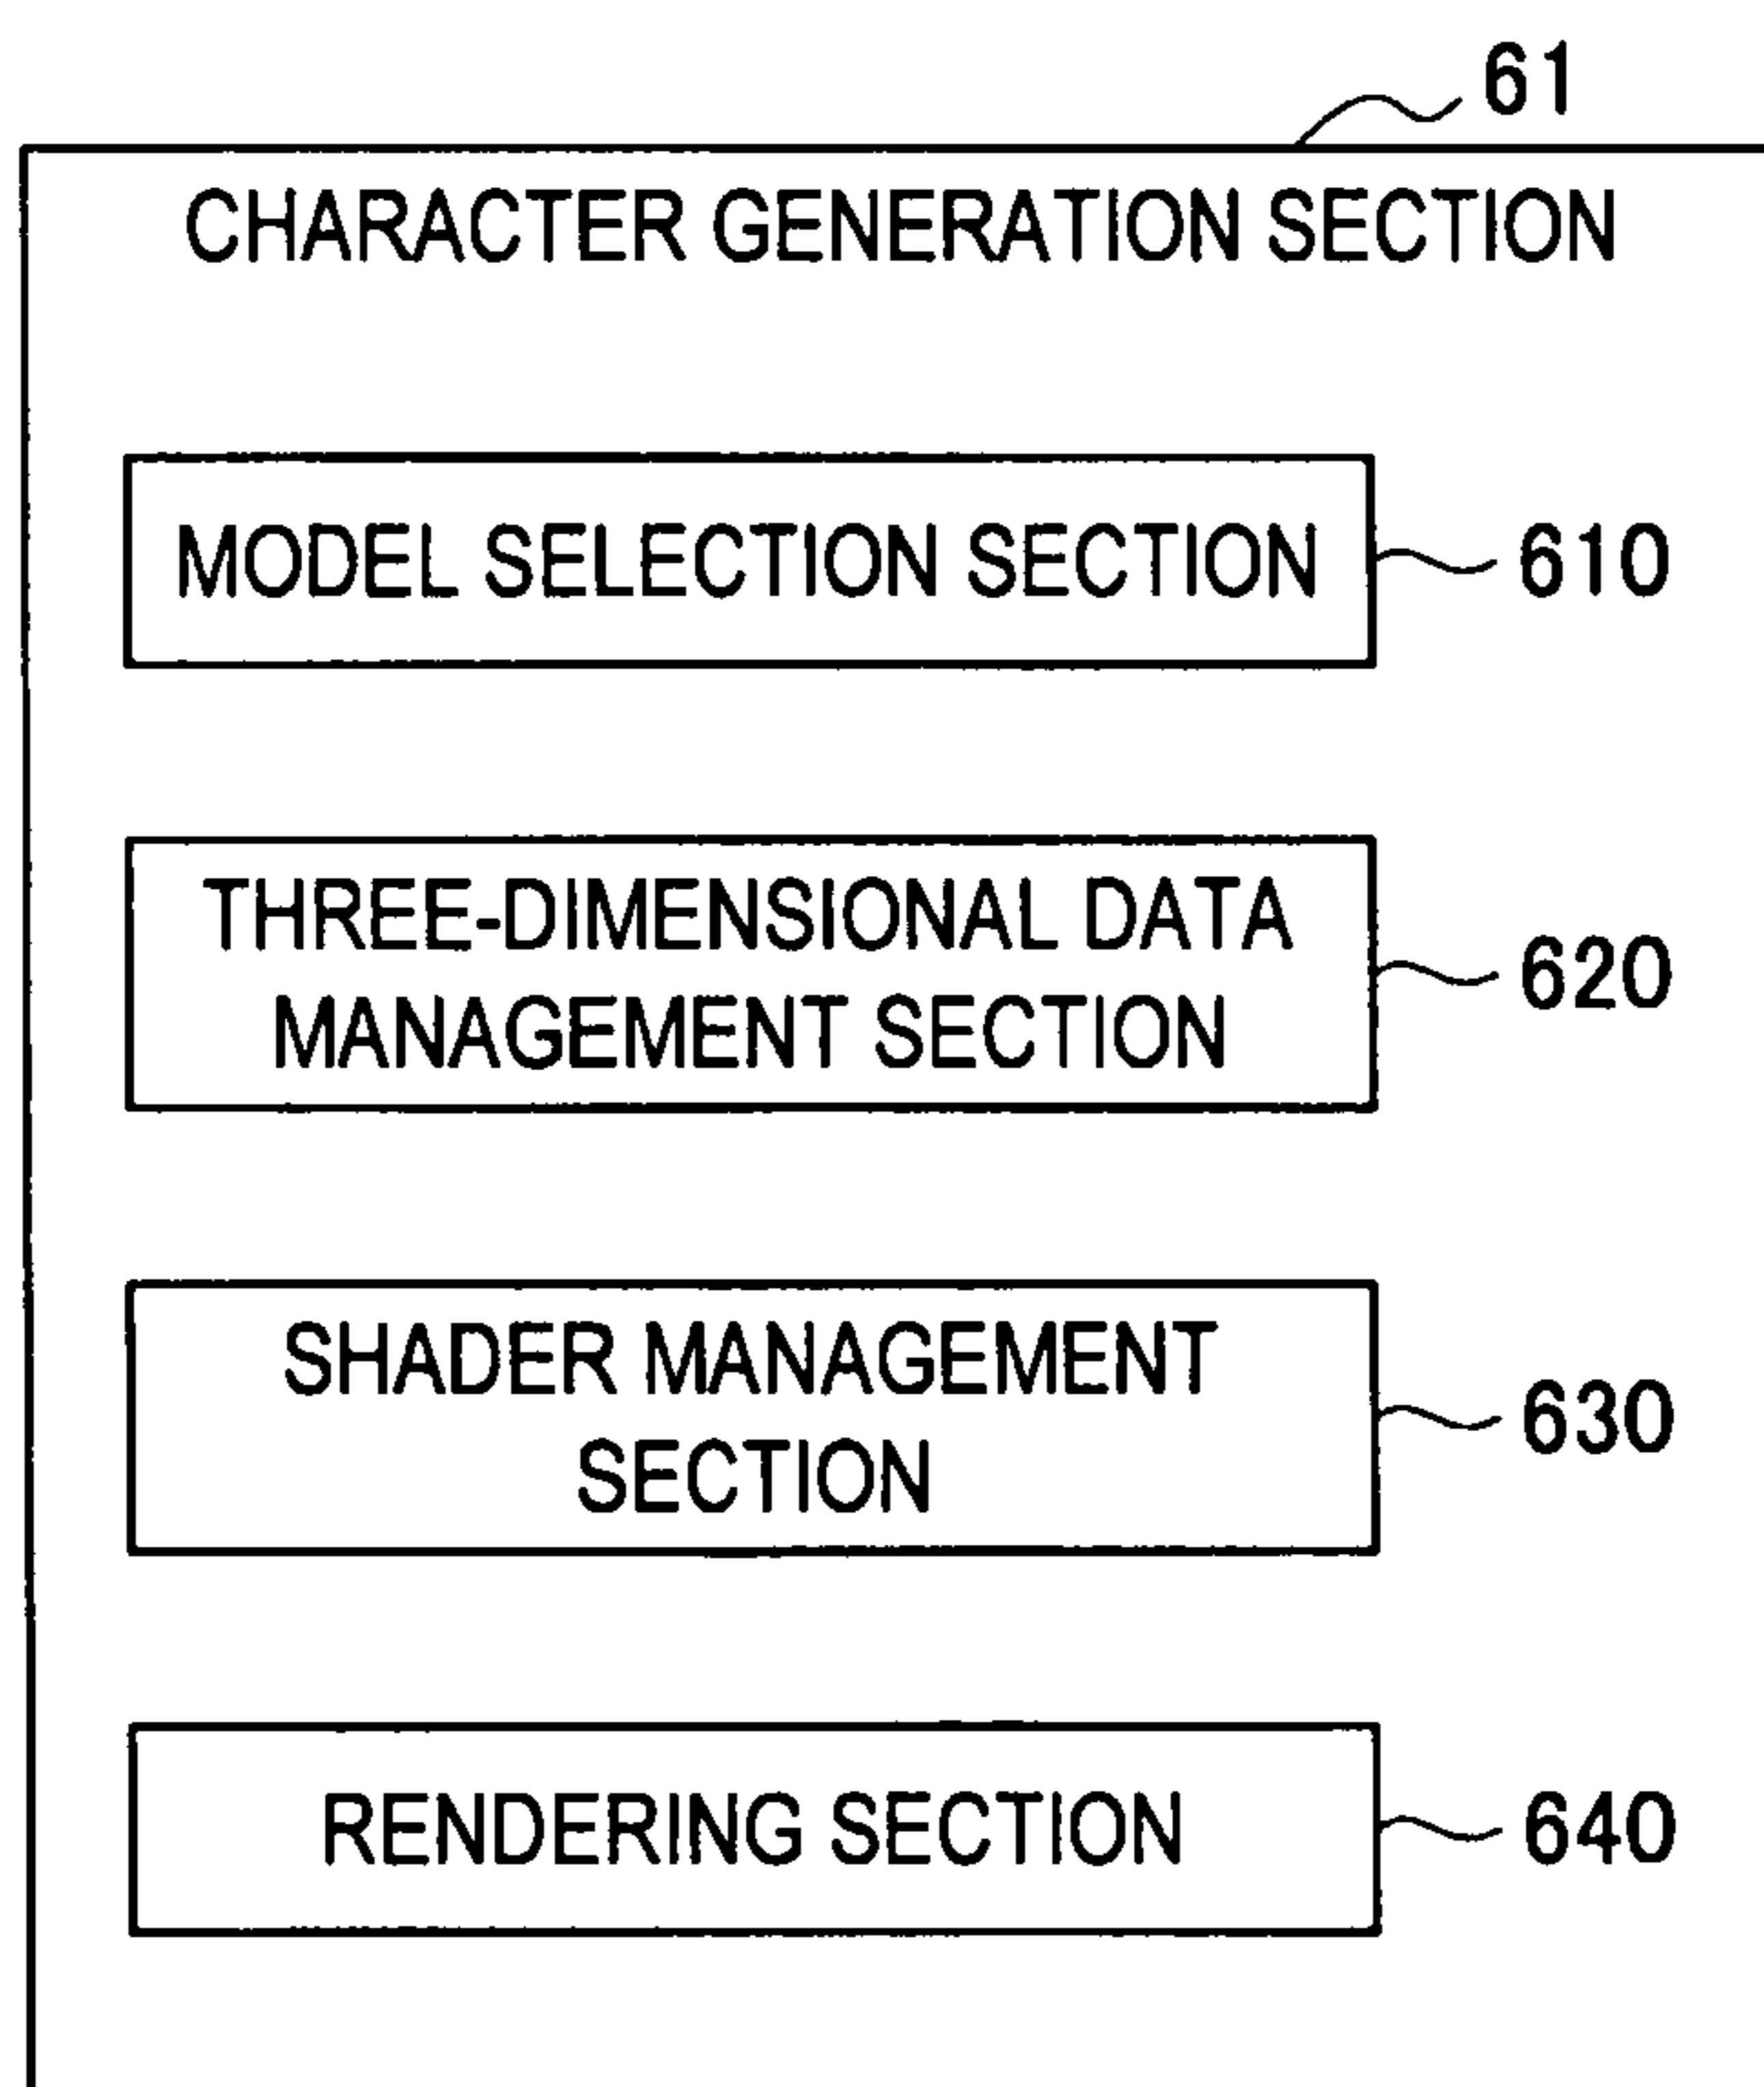 61
CHARACTER GENERATION SECTION
MODEL SELECTION SECTION
610
THREE-DIMENSIONAL DATA
MANAGEMENT SECTION
620
SHADER MANAGEMENT
SECTION
630
RENDERING SECTION
640